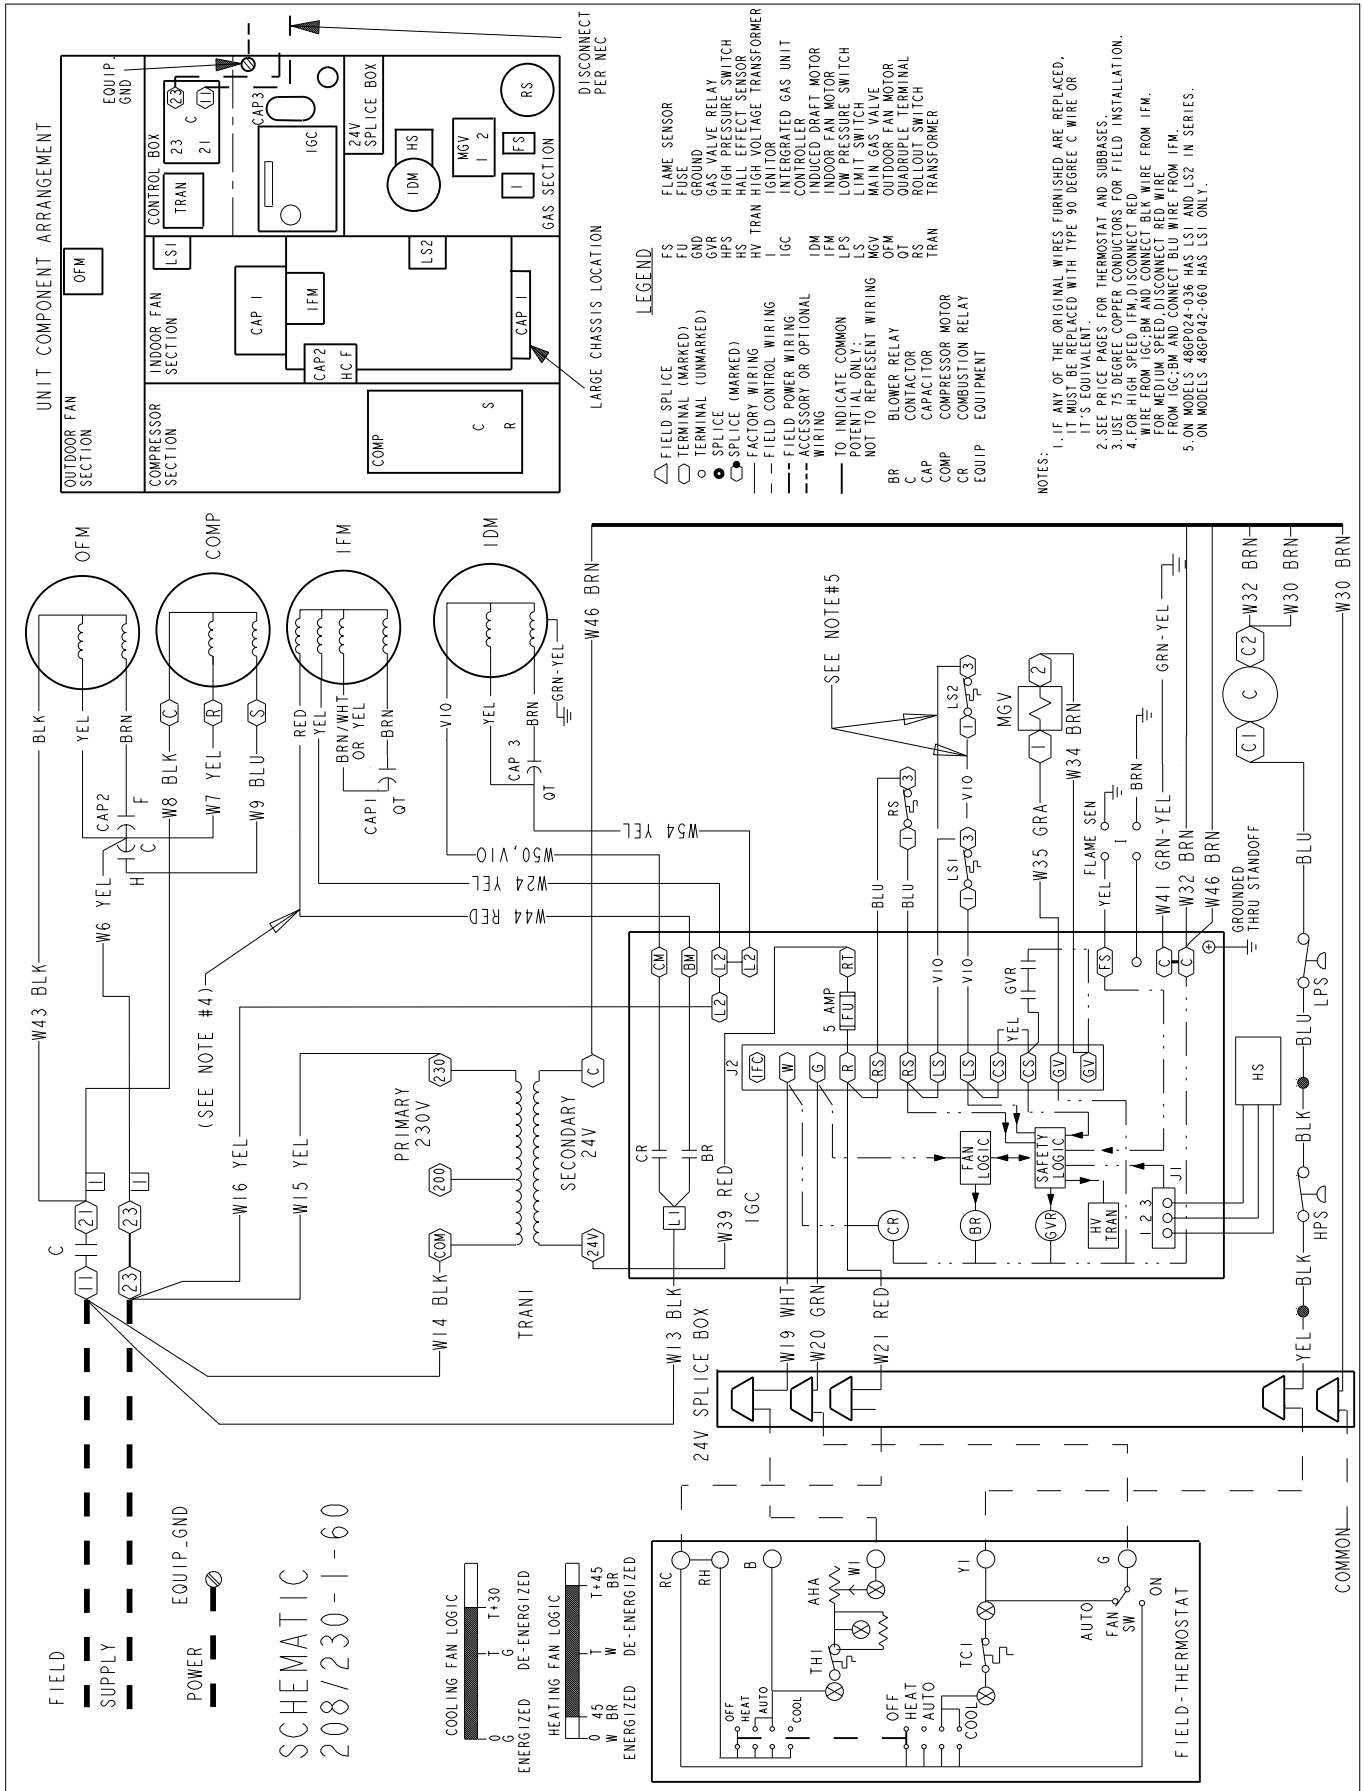 SCHEMATIC
208/230-1-60
FIELD
SUPPLY
POWER
EQUIP_GND
COOLING FAN LOGIC
0 T T+30
G G
ENERGIZED DE-ENERGIZED
HEATING FAN LOGIC
0 45 T T+45
W BR W BR
ENERGIZED DE-ENERGIZED
FIELD-THERMOSTAT
RC
RH
B
W1
Y1
G
AHA
TH1
TC1
OFF
HEAT
AUTO
COOL
OFF
HEAT
AUTO
COOL
AUTO
FAN
SW
ON
COMMON
24V SPLICE BOX
C
11
21
1
23
23
1
W43 BLK
BLK
OFM
W6 YEL
YEL
BRN
CAP2
H
C
F
W8 BLK
C
W7 YEL
R
W9 BLU
S
COMP
(SEE NOTE #4)
RED
YEL
BRN/WHT
OR YEL
BRN
CAP1
QT
IFM
VIO
YEL
BRN
CAP 3
QT
GRN-YEL
IDM
W16 YEL
W15 YEL
PRIMARY
230V
COM
200
230
W14 BLK
TRAN1
SECONDARY
24V
24V
C
W46 BRN
W44 RED
W24 YEL
W50,VIO
W54 YEL
W39 RED
IGC
W13 BLK
L1
CR
BR
CM
BM
L2
L2
L2
5 AMP
FU
RT
J2
IFC
W
G
R
RS
RS
LS
LS
CS
CS
GV
GV
YEL
GVR
W19 WHT
W20 GRN
W21 RED
CR
BR
GVR
FAN
LOGIC
SAFETY
LOGIC
HV
TRAN
1 2 3
J1
HS
FS
C
C
GROUNDED
THRU STANDOFF
BLU
BLU
RS
1
3
VIO
VIO
LS1
1
3
VIO
LS2
1
3
SEE NOTE#5
W35 GRA
W34 BRN
MGV
1
2
YEL
FLAME SEN
I
BRN
W41 GRN-YEL
GRN-YEL
W32 BRN
W46 BRN
YEL
BLK
HPS
BLK
BLU
LPS
BLU
C1
C
C2
W32 BRN
W30 BRN
W30 BRN
UNIT COMPONENT ARRANGEMENT
OUTDOOR FAN
SECTION
OFM
COMPRESSOR
SECTION
COMP
C S
R
INDOOR FAN
SECTION
LS1
CAP 1
IFM
CAP2
H C F
LS2
CAP 1
LARGE CHASSIS LOCATION
CONTROL BOX
TRAN
23 23
C
21 11
EQUIP.
GND
CAP3
IGC
24V
SPLICE BOX
IDM
HS
MGV
1 2
RS
FS
I
GAS SECTION
DISCONNECT
PER NEC
LEGEND
FIELD SPLICE
TERMINAL (MARKED)
TERMINAL (UNMARKED)
SPLICE
SPLICE (MARKED)
FACTORY WIRING
FIELD CONTROL WIRING
FIELD POWER WIRING
ACCESSORY OR OPTIONAL
WIRING
TO INDICATE COMMON
POTENTIAL ONLY:
NOT TO REPRESENT WIRING
BR BLOWER RELAY
C CONTACTOR
CAP CAPACITOR
COMP COMPRESSOR MOTOR
CR COMBUSTION RELAY
EQUIP EQUIPMENT
FS FLAME SENSOR
FU FUSE
GND GROUND
GVR GAS VALVE RELAY
HPS HIGH PRESSURE SWITCH
HS HALL EFFECT SENSOR
HV TRAN HIGH VOLTAGE TRANSFORMER
I IGNITOR
IGC INTERGRATED GAS UNIT
CONTROLLER
IDM INDUCED DRAFT MOTOR
IFM INDOOR FAN MOTOR
LPS LOW PRESSURE SWITCH
LS LIMIT SWITCH
MGV MAIN GAS VALVE
OFM OUTDOOR FAN MOTOR
QT QUADRUPLE TERMINAL
RS ROLLOUT SWITCH
TRAN TRANSFORMER
NOTES:
1. IF ANY OF THE ORIGINAL WIRES FURNISHED ARE REPLACED,
IT MUST BE REPLACED WITH TYPE 90 DEGREE C WIRE OR
IT'S EQUIVALENT.
2. SEE PRICE PAGES FOR THERMOSTAT AND SUBBASES.
3. USE 75 DEGREE COPPER CONDUCTORS FOR FIELD INSTALLATION.
4. FOR HIGH SPEED IFM, DISCONNECT RED
WIRE FROM IGC:BM AND CONNECT BLK WIRE FROM IFM.
FOR MEDIUM SPEED, DISCONNECT RED WIRE
FROM IGC:BM AND CONNECT BLU WIRE FROM IFM.
5. ON MODELS 48GP024-036 HAS LS1 AND LS2 IN SERIES.
ON MODELS 48GP042-060 HAS LS1 ONLY.